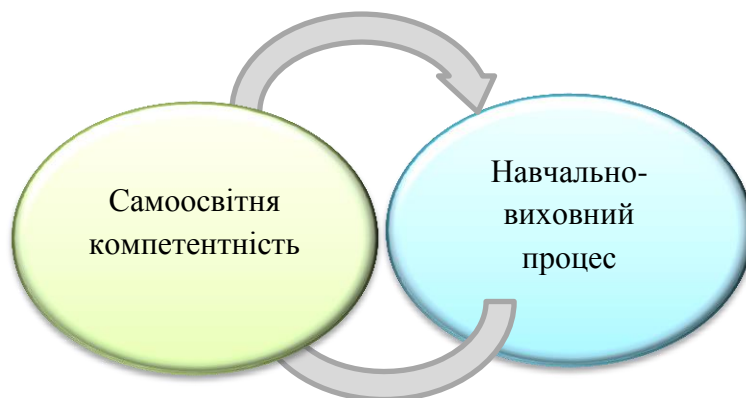 Самоосвітня
компетентність
Навчально-
виховний
процес